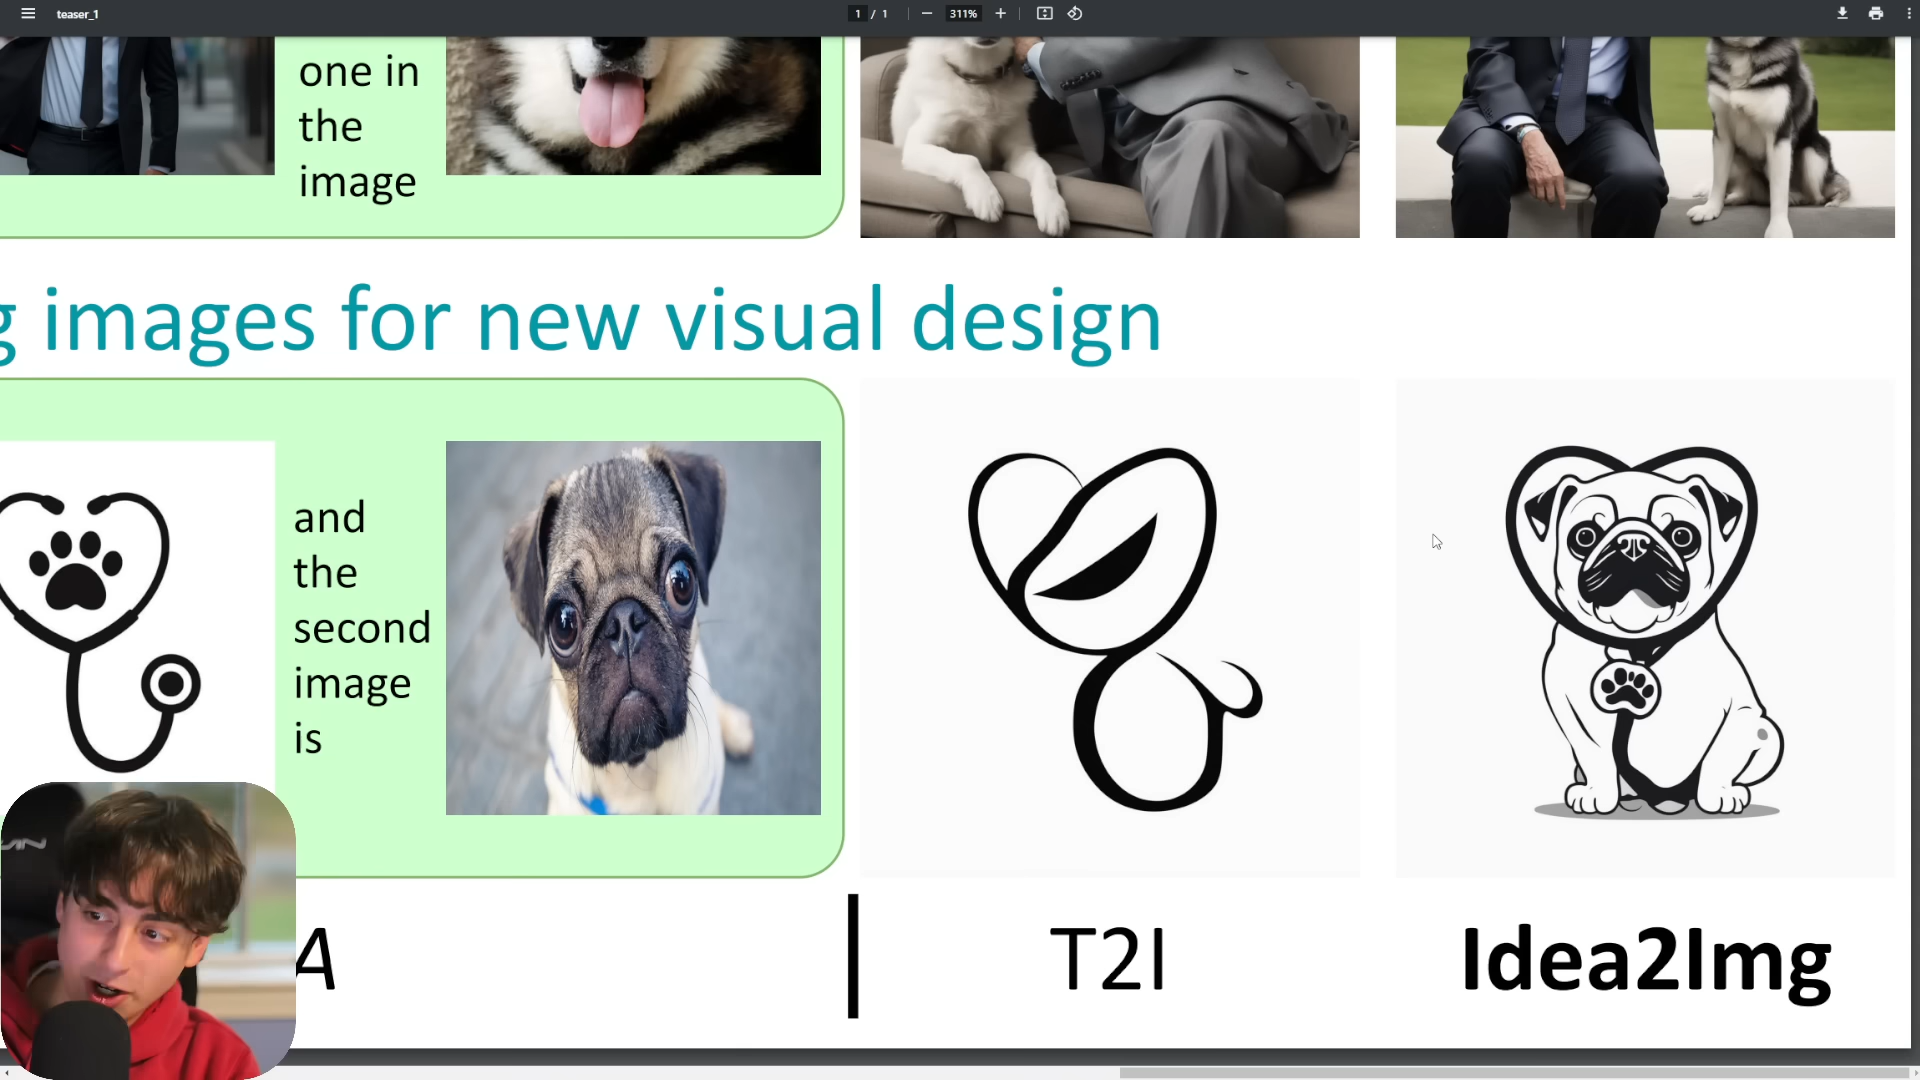 teaser_1
1 / 1
311%
one in
the
image
g images for new visual design
and
the
second
image
is
A
T2I
Idea2Img